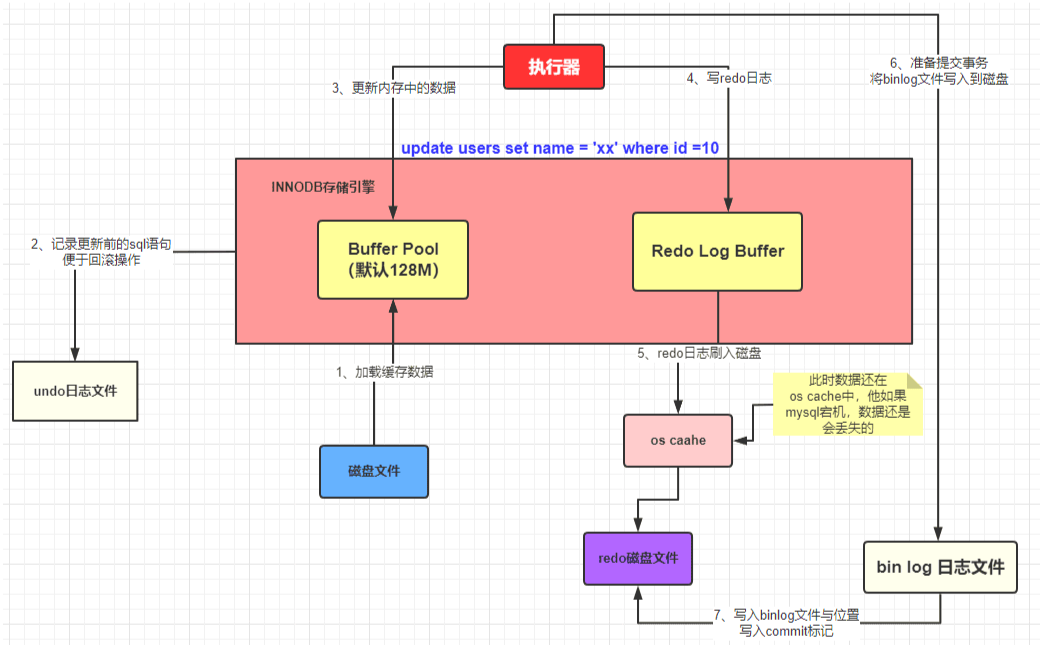 执行器
6、准备提交事务
将binlog文件写入到磁盘
3、更新内存中的数据
4、写redo日志
update users set name = 'xx' where id =10
INNODB存储引擎
2、记录更新前的sql语句
便于回滚操作
Buffer Pool
（默认128M）
Redo Log Buffer
5、redo日志刷入磁盘
1、加载缓存数据
undo日志文件
此时数据还在
os cache中，他如果
mysql宕机，数据还是
会丢失的
os caahe
磁盘文件
redo磁盘文件
bin log 日志文件
7、写入binlog文件与位置
写入commit标记